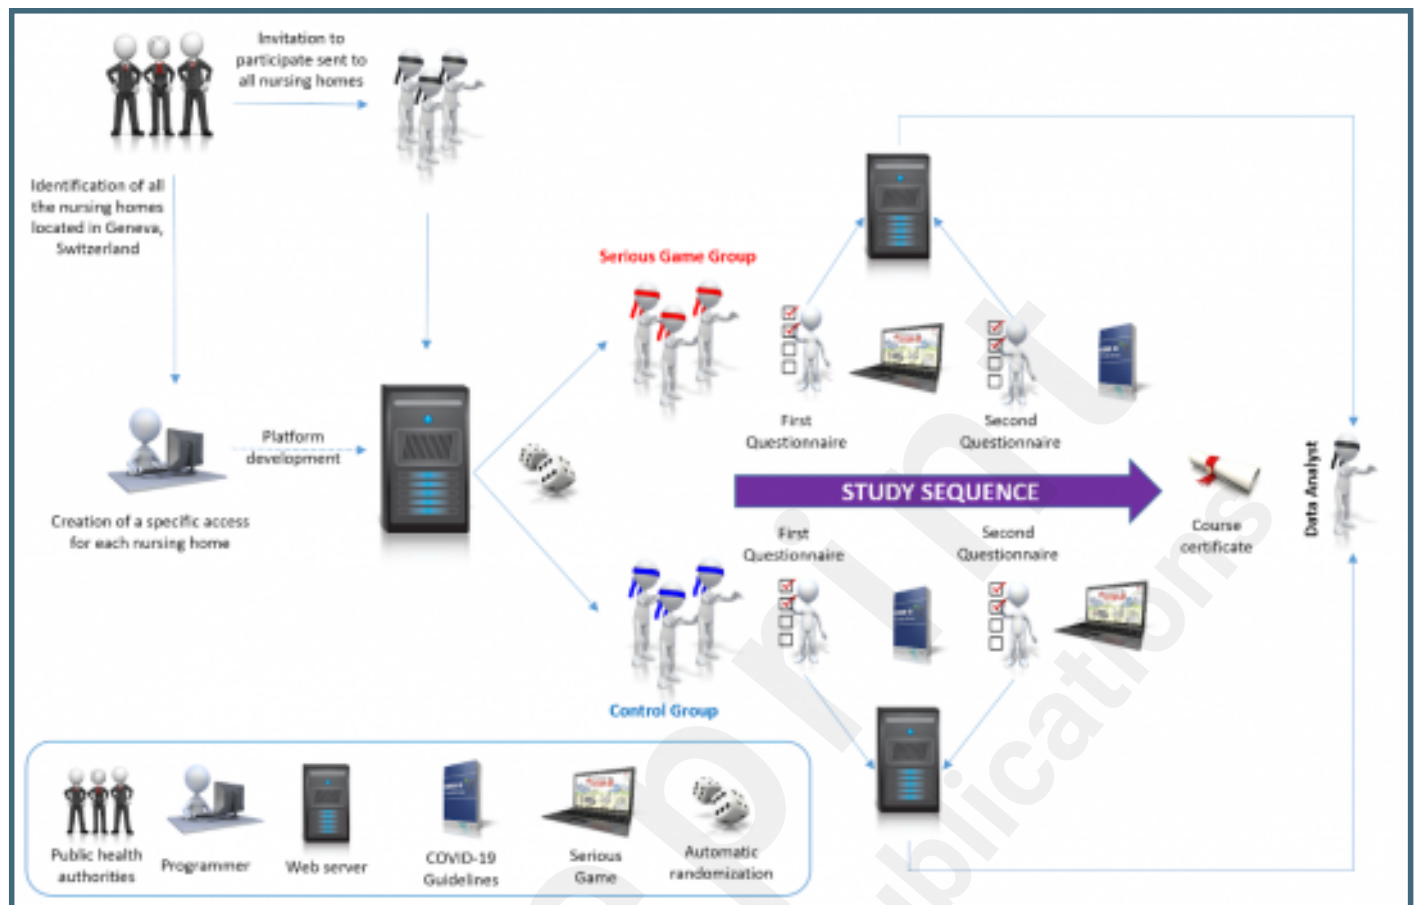 Invitation to
participate sent to
all nursing homes
Identification of all
the nursing homes
located in Geneva,
Switzerland
Serious Game Group
First
Questionnaire
Second
Questionnaire
Platform
development
Creation of a specific access
for each nursing home
STUDY SEQUENCE
Course
certificate
Data Analyst
First
Questionnaire
Second
Questionnaire
Control Group
Public health
authorities
Programmer
Web server
COVID-19
Guidelines
Serious
Game
Automatic
randomization